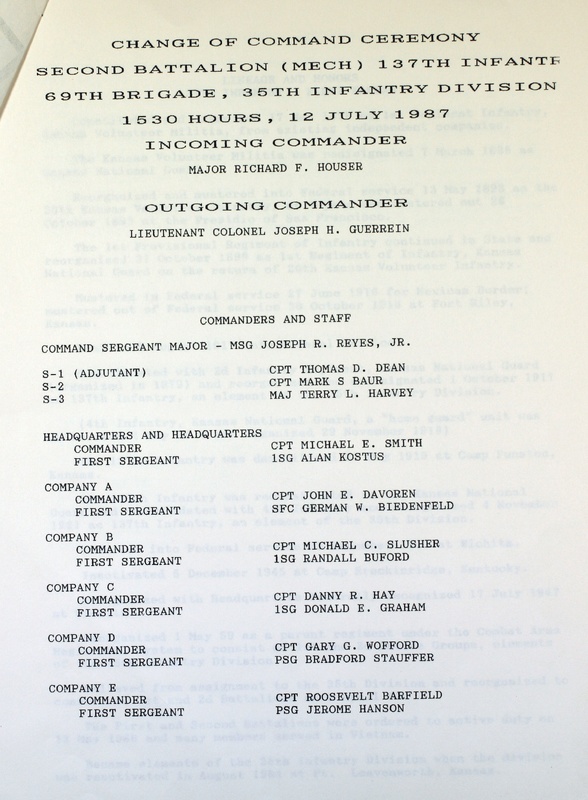 CHANGE OF COMMAND CEREMONY
SECOND BATTALION (MECH) 137TH INFANTR
69TH BRIGADE, 35TH INFANTRY DIVISION
1530 HOURS, 12 JULY 1987
INCOMING COMMANDER
MAJOR RICHARD F. HOUSER
OUTGOING COMMANDER
LIEUTENANT COLONEL JOSEPH H. GUERREIN
COMMANDERS AND STAFF
COMMAND SERGEANT MAJOR - MSG JOSEPH R. REYES, JR.
S-1 (ADJUTANT) CPT THOMAS D. DEAN
S-2 CPT MARK S BAUR
S-3 MAJ TERRY L. HARVEY
HEADQUARTERS AND HEADQUARTERS
COMMANDER CPT MICHAEL E. SMITH
FIRST SERGEANT 1SG ALAN KOSTUS
COMPANY A
COMMANDER CPT JOHN E. DAVOREN
FIRST SERGEANT SFC GERMAN W. BIEDENFELD
COMPANY B
COMMANDER CPT MICHAEL C. SLUSHER
FIRST SERGEANT 1SG RANDALL BUFORD
COMPANY C
COMMANDER CPT DANNY R. HAY
FIRST SERGEANT 1SG DONALD E. GRAHAM
COMPANY D
COMMANDER CPT GARY G. WOFFORD
FIRST SERGEANT PSG BRADFORD STAUFFER
COMPANY E
COMMANDER CPT ROOSEVELT BARFIELD
FIRST SERGEANT PSG JEROME HANSON